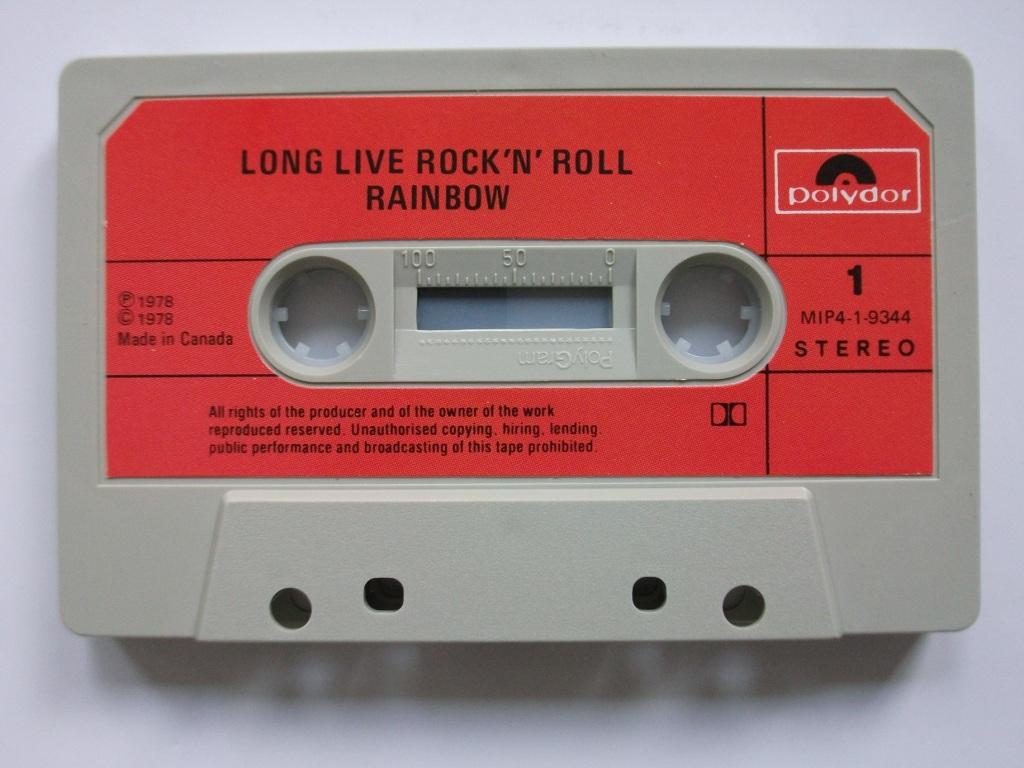 LONG LIVE ROCK'N' ROLL
RAINBOW
polydor
100 50 0
Ⓟ 1978
© 1978
Made in Canada
1
MIP4-1-9344
STEREO
PolyGram
All rights of the producer and of the owner of the work
reproduced reserved. Unauthorised copying, hiring, lending,
public performance and broadcasting of this tape prohibited.